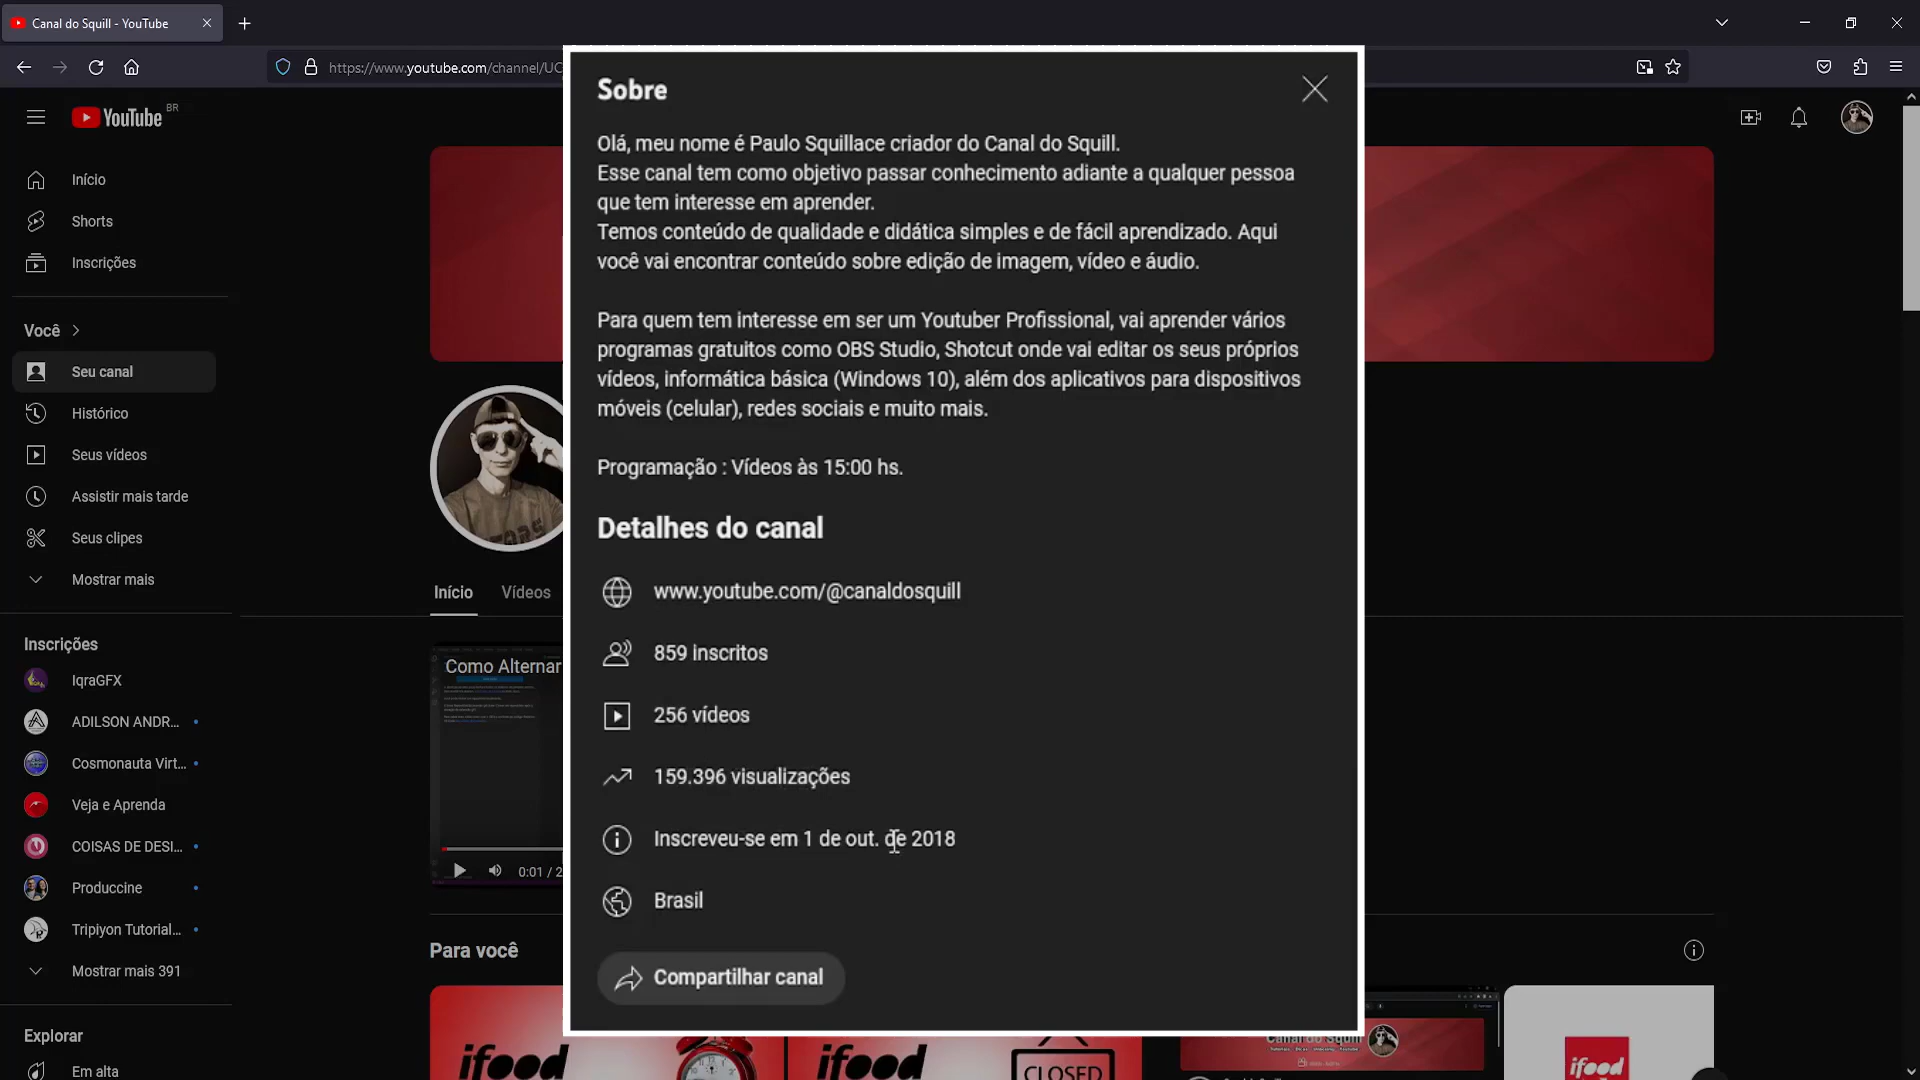 Canal do Squill - YouTube
https://www.youtube.com/channel/UC
YouTube BR
Início
Shorts
Inscrições
Você
Seu canal
Histórico
Seus vídeos
Assistir mais tarde
Seus clipes
Mostrar mais
Inscrições
IqraGFX
ADILSON ANDR...
Cosmonauta Virt...
Veja e Aprenda
COISAS DE DESI...
Produccine
Tripiyon Tutorial...
Mostrar mais 391
Explorar
Em alta
Início Vídeos
Como Alternar
0:01 / 2
Para você
ifood
ifood
CLOSED
Canal do Squill
ifood
Sobre
Olá, meu nome é Paulo Squillace criador do Canal do Squill.
Esse canal tem como objetivo passar conhecimento adiante a qualquer pessoa
que tem interesse em aprender.
Temos conteúdo de qualidade e didática simples e de fácil aprendizado. Aqui
você vai encontrar conteúdo sobre edição de imagem, vídeo e áudio.
Para quem tem interesse em ser um Youtuber Profissional, vai aprender vários
programas gratuitos como OBS Studio, Shotcut onde vai editar os seus próprios
vídeos, informática básica (Windows 10), além dos aplicativos para dispositivos
móveis (celular), redes sociais e muito mais.
Programação : Vídeos às 15:00 hs.
Detalhes do canal
www.youtube.com/@canaldosquill
859 inscritos
256 vídeos
159.396 visualizações
Inscreveu-se em 1 de out. de 2018
Brasil
Compartilhar canal